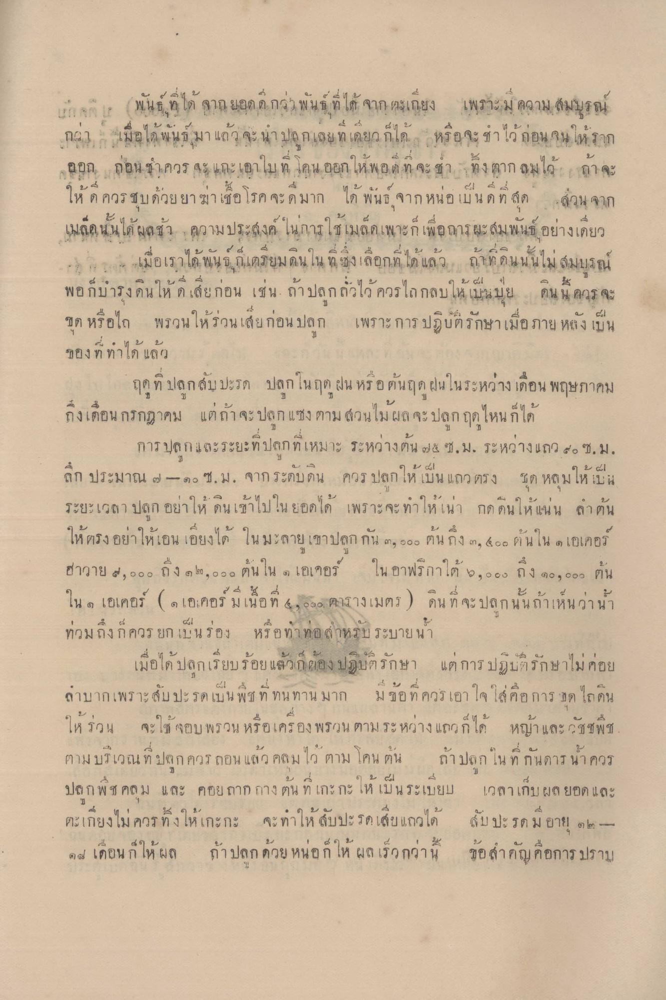 พันธุ์ที่ได้จากยอดดีกว่าพันธุ์ที่ได้จากตะเกียง เพราะมีความสมบูรณ์
กว่า เมื่อได้พันธุ์มาแล้วจะนำปลูกเลยทีเดียวก็ได้ หรือจะชำไว้ก่อนจนให้ราก
ออก ก่อนชำควรจะแกะเอาใบที่โคนออกให้พอดีที่จะชำ ทิ้งตากลมไว้ ถ้าจะ
ให้ดีควรชุบด้วยยาฆ่าเชื้อโรคจะดีมาก ได้พันธุ์จากหน่อเป็นดีที่สุด ส่วนจาก
เมล็ดนั้นได้ผลช้า ความประสงค์ในการใช้เมล็ดเพาะก็เพื่อการผะสมพันธุ์อย่างเดียว
เมื่อเราได้พันธุ์ก็เตรียมดินในที่ซึ่งเลือกที่ได้แล้ว ถ้าที่ดินนั้นไม่สมบูรณ์
พอก็บำรุงดินให้ดีเสียก่อน เช่น ถ้าปลูกถั่วไว้ควรไถกลบให้เป็นปุ๋ย ดินนี้ควรจะ
ขุดหรือไถ พรวนให้ร่วนเสียก่อนปลูก เพราะการปฏิบัติรักษาเมื่อภายหลังเป็น
ของที่ทำได้แล้ว
ฤดูที่ปลูกสับปะรด ปลูกในฤดูฝนหรือต้นฤดูฝนในระหว่างเดือนพฤษภาคม
ถึงเดือนกรกฎาคม แต่ถ้าจะปลูกแซงตามสวนไม้ผลจะปลูกฤดูไหนก็ได้
การปลูกและระยะที่ปลูกที่เหมาะ ระหว่างต้น ๗๕ ซ.ม. ระหว่างแถว ๙๐ ซ.ม.
ลึกประมาณ ๗ — ๑๐ ซ.ม. จากระดับดิน ควรปลูกให้เป็นแถวตรง ขุดหลุมให้เป็น
ระยะเวลาปลูกอย่าให้ดินเข้าไปในยอดได้ เพราะจะทำให้เน่า กดดินให้แน่น ลำต้น
ให้ตรงอย่าให้เอนเอียงได้ ในมะลายูเขาปลูกกัน ๓,๐๐๐ ต้นถึง ๓,๕๐๐ ต้นใน ๑ เอเคอร์
ฮาวาย ๙,๐๐๐ ถึง ๑๒,๐๐๐ ต้นใน ๑ เอเคอร์ ในอาฟริกาใต้ ๖,๐๐๐ ถึง ๑๐,๐๐๐ ต้น
ใน ๑ เอเคอร์ ( ๑ เอเคอร์มีเนื้อที่ ๔,๐๐๐ ตารางเมตร ) ดินที่จะปลูกนั้นถ้าเห็นว่าน้ำ
ท่วมถึงก็ควรยกเป็นร่อง หรือทำท่อสำหรับระบายน้ำ
เมื่อได้ปลูกเรียบร้อยแล้วก็ต้องปฏิบัติรักษา แต่การปฏิบัติรักษาไม่ค่อย
ลำบากเพราะสับปะรดเป็นพืชที่ทนทานมาก มีข้อที่ควรเอาใจใส่คือการขุดไถดิน
ให้ร่วน จะใช้จอบพรวนหรือเครื่องพรวนตามระหว่างแถวก็ได้ หญ้าและวัชชพืช
ตามบริเวณที่ปลูกควรถอนแล้วคลุมไว้ตามโคนต้น ถ้าปลูกในที่กันดารน้ำควร
ปลูกพืชคลุม และ คอยถากถางต้นที่เกะกะให้เป็นระเบียบ เวลาเก็บผลยอดและ
ตะเกียงไม่ควรทิ้งให้เกะกะ จะทำให้สับปะรดเสียแถวได้ สับปะรดมีอายุ ๑๒ —
๑๘ เดือนก็ให้ผล ถ้าปลูกด้วยหน่อก็ให้ผลเร็วกว่านี้ ข้อสำคัญคือการปราบ